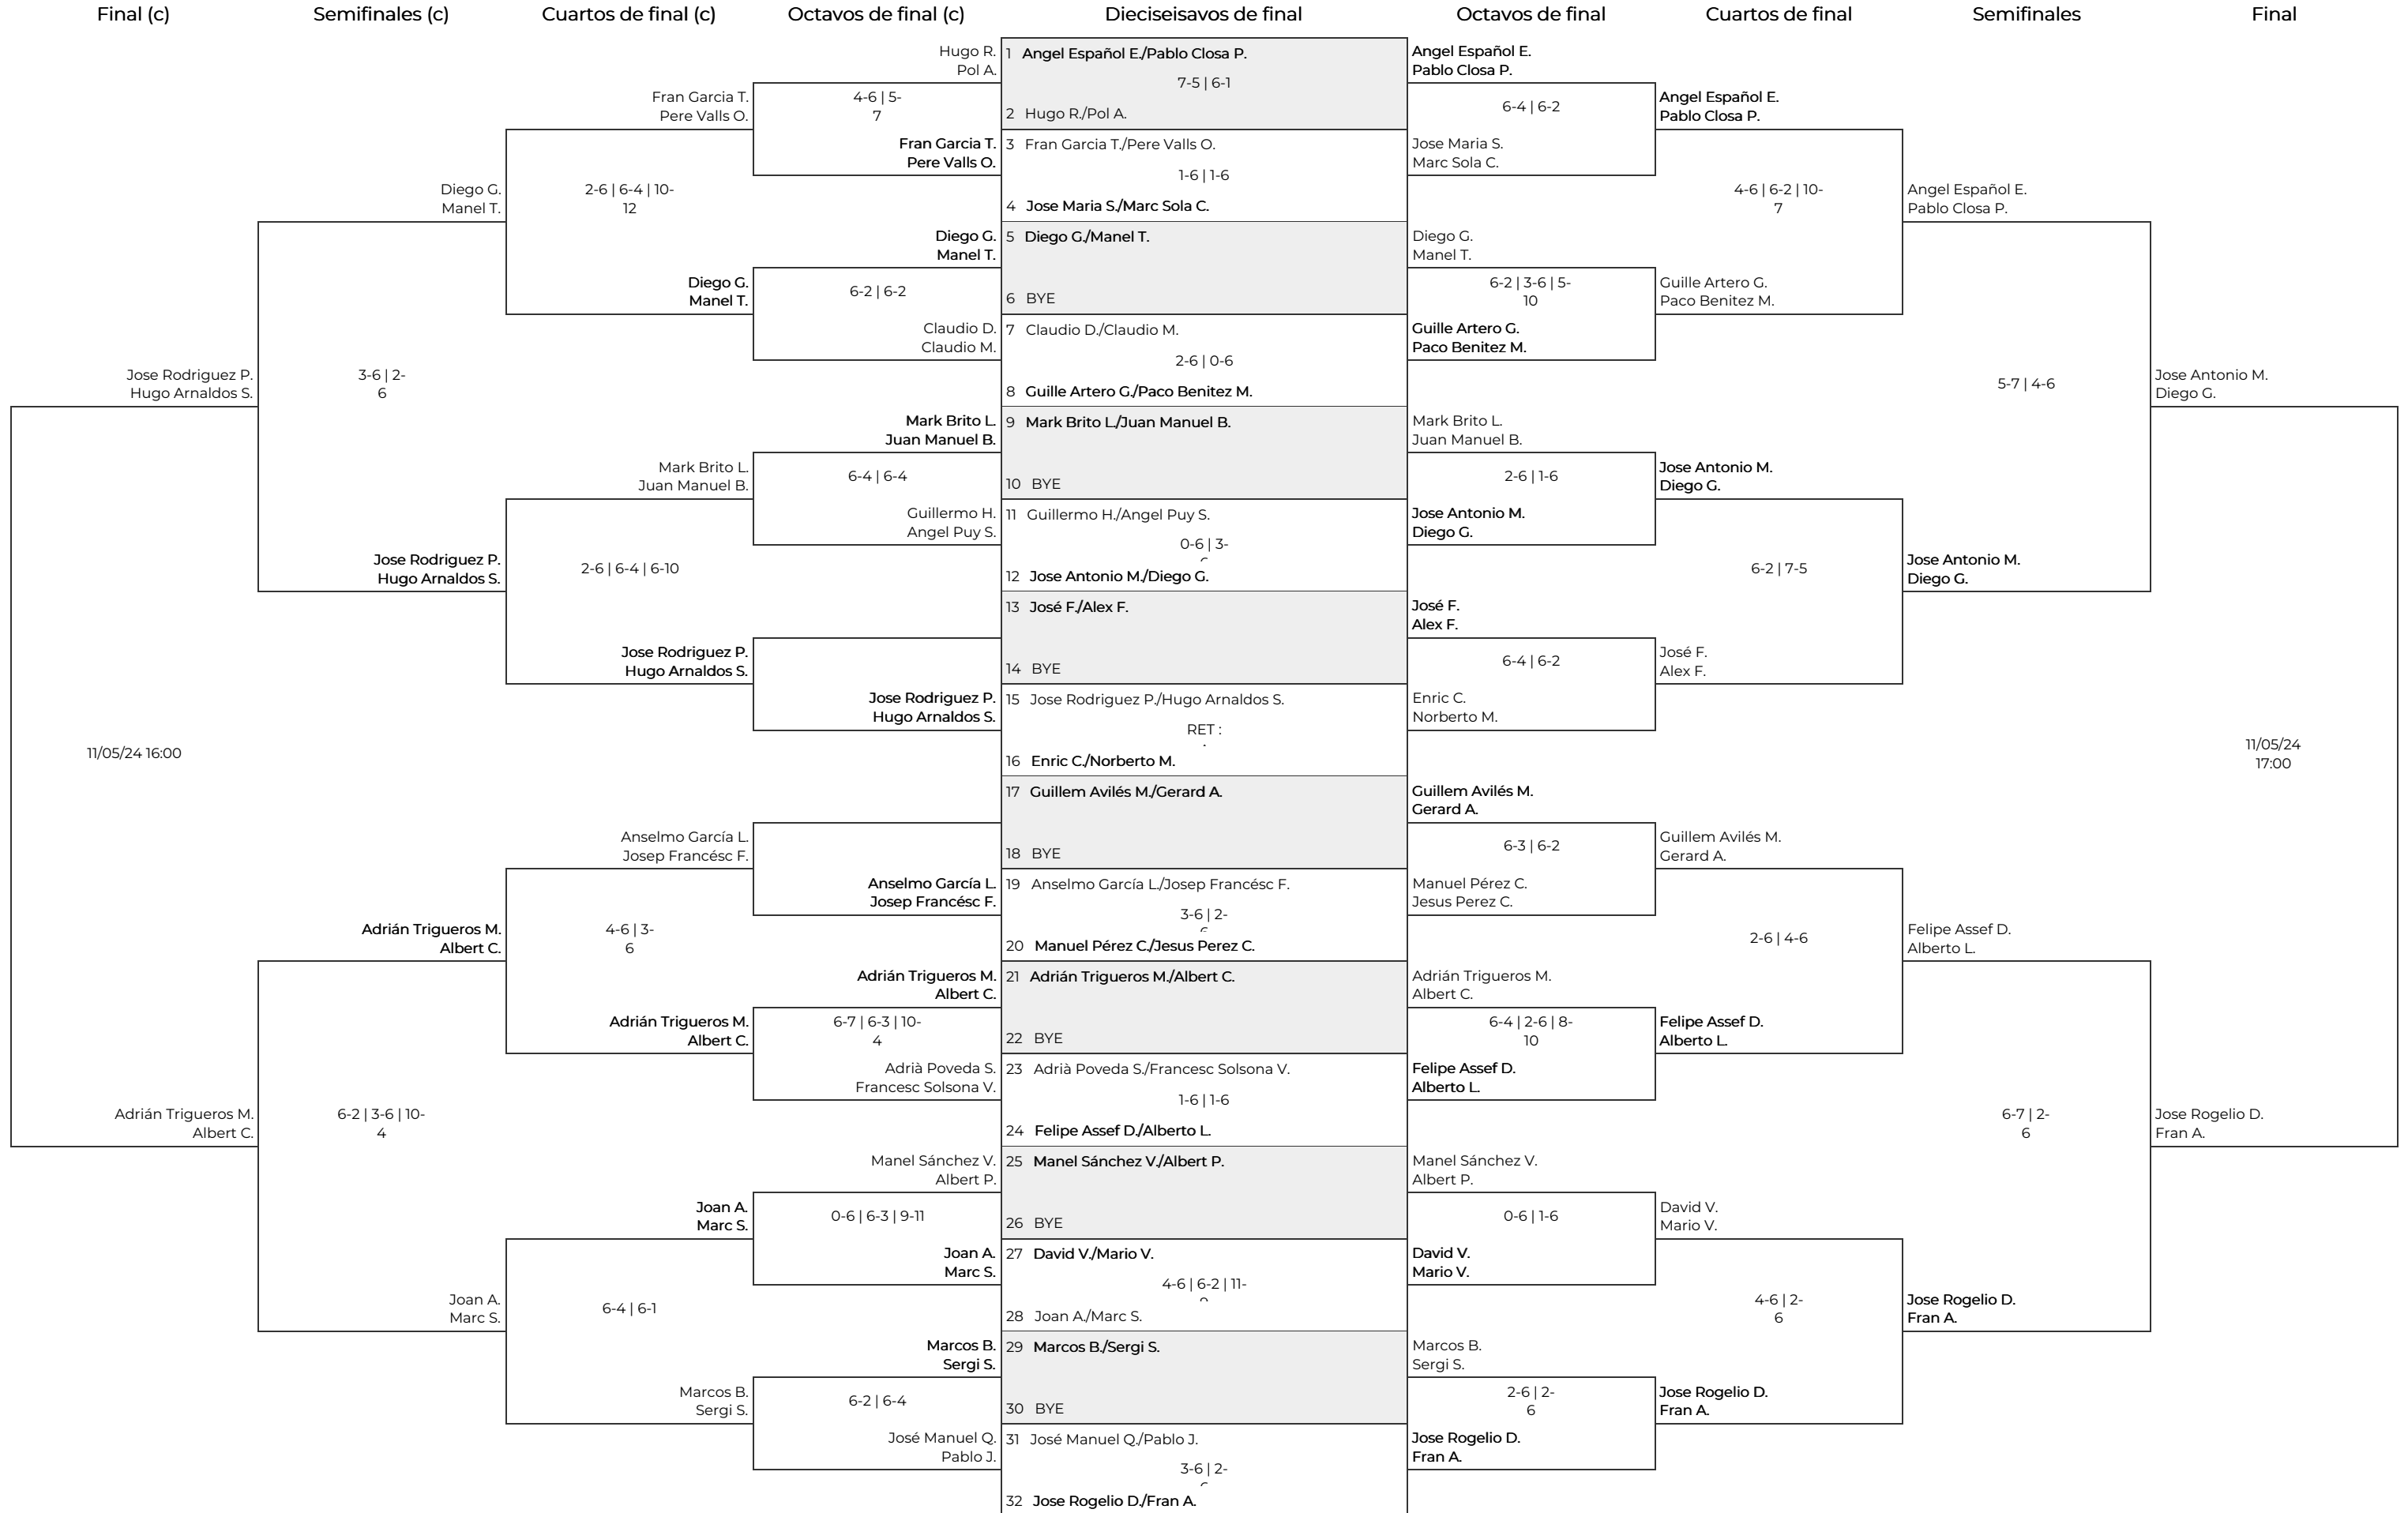 Final (c)
Semifinales (c)
Cuartos de final (c)
Octavos de final (c)
Dieciseisavos de final
Octavos de final
Cuartos de final
Semifinales
Final
Jose Rodriguez P.
Hugo Arnaldos S.
11/05/24 16:00
Adrián Trigueros M.
Albert C.
Diego G.
Manel T.
3-6 | 2-
6
Jose Rodriguez P.
Hugo Arnaldos S.
Adrián Trigueros M.
Albert C.
6-2 | 3-6 | 10-
4
Joan A.
Marc S.
Fran Garcia T.
Pere Valls O.
2-6 | 6-4 | 10-
12
Diego G.
Manel T.
Mark Brito L.
Juan Manuel B.
2-6 | 6-4 | 6-10
Jose Rodriguez P.
Hugo Arnaldos S.
Anselmo García L.
Josep Francésc F.
4-6 | 3-
6
Adrián Trigueros M.
Albert C.
Joan A.
Marc S.
6-4 | 6-1
Marcos B.
Sergi S.
Hugo R.
Pol A.
4-6 | 5-
7
Fran Garcia T.
Pere Valls O.
Diego G.
Manel T.
6-2 | 6-2
Claudio D.
Claudio M.
Mark Brito L.
Juan Manuel B.
6-4 | 6-4
Guillermo H.
Angel Puy S.
Jose Rodriguez P.
Hugo Arnaldos S.
Anselmo García L.
Josep Francésc F.
Adrián Trigueros M.
Albert C.
6-7 | 6-3 | 10-
4
Adrià Poveda S.
Francesc Solsona V.
Manel Sánchez V.
Albert P.
0-6 | 6-3 | 9-11
Joan A.
Marc S.
Marcos B.
Sergi S.
6-2 | 6-4
José Manuel Q.
Pablo J.
1 Angel Español E./Pablo Closa P.
7-5 | 6-1
2 Hugo R./Pol A.
3 Fran Garcia T./Pere Valls O.
1-6 | 1-6
4 Jose Maria S./Marc Sola C.
5 Diego G./Manel T.
6 BYE
7 Claudio D./Claudio M.
2-6 | 0-6
8 Guille Artero G./Paco Benitez M.
9 Mark Brito L./Juan Manuel B.
10 BYE
11 Guillermo H./Angel Puy S.
0-6 | 3-
12 Jose Antonio M./Diego G.
13 José F./Alex F.
14 BYE
15 Jose Rodriguez P./Hugo Arnaldos S.
RET :
16 Enric C./Norberto M.
17 Guillem Avilés M./Gerard A.
18 BYE
19 Anselmo García L./Josep Francésc F.
3-6 | 2-
20 Manuel Pérez C./Jesus Perez C.
21 Adrián Trigueros M./Albert C.
22 BYE
23 Adrià Poveda S./Francesc Solsona V.
1-6 | 1-6
24 Felipe Assef D./Alberto L.
25 Manel Sánchez V./Albert P.
26 BYE
27 David V./Mario V.
4-6 | 6-2 | 11-
28 Joan A./Marc S.
29 Marcos B./Sergi S.
30 BYE
31 José Manuel Q./Pablo J.
3-6 | 2-
32 Jose Rogelio D./Fran A.
Angel Español E.
Pablo Closa P.
6-4 | 6-2
Jose Maria S.
Marc Sola C.
Diego G.
Manel T.
6-2 | 3-6 | 5-
10
Guille Artero G.
Paco Benitez M.
Mark Brito L.
Juan Manuel B.
2-6 | 1-6
Jose Antonio M.
Diego G.
José F.
Alex F.
6-4 | 6-2
Enric C.
Norberto M.
Guillem Avilés M.
Gerard A.
6-3 | 6-2
Manuel Pérez C.
Jesus Perez C.
Adrián Trigueros M.
Albert C.
6-4 | 2-6 | 8-
10
Felipe Assef D.
Alberto L.
Manel Sánchez V.
Albert P.
0-6 | 1-6
David V.
Mario V.
Marcos B.
Sergi S.
2-6 | 2-
6
Jose Rogelio D.
Fran A.
Angel Español E.
Pablo Closa P.
4-6 | 6-2 | 10-
7
Guille Artero G.
Paco Benitez M.
Jose Antonio M.
Diego G.
6-2 | 7-5
José F.
Alex F.
Guillem Avilés M.
Gerard A.
2-6 | 4-6
Felipe Assef D.
Alberto L.
David V.
Mario V.
4-6 | 2-
6
Jose Rogelio D.
Fran A.
Angel Español E.
Pablo Closa P.
5-7 | 4-6
Jose Antonio M.
Diego G.
Felipe Assef D.
Alberto L.
6-7 | 2-
6
Jose Rogelio D.
Fran A.
Jose Antonio M.
Diego G.
11/05/24
17:00
Jose Rogelio D.
Fran A.